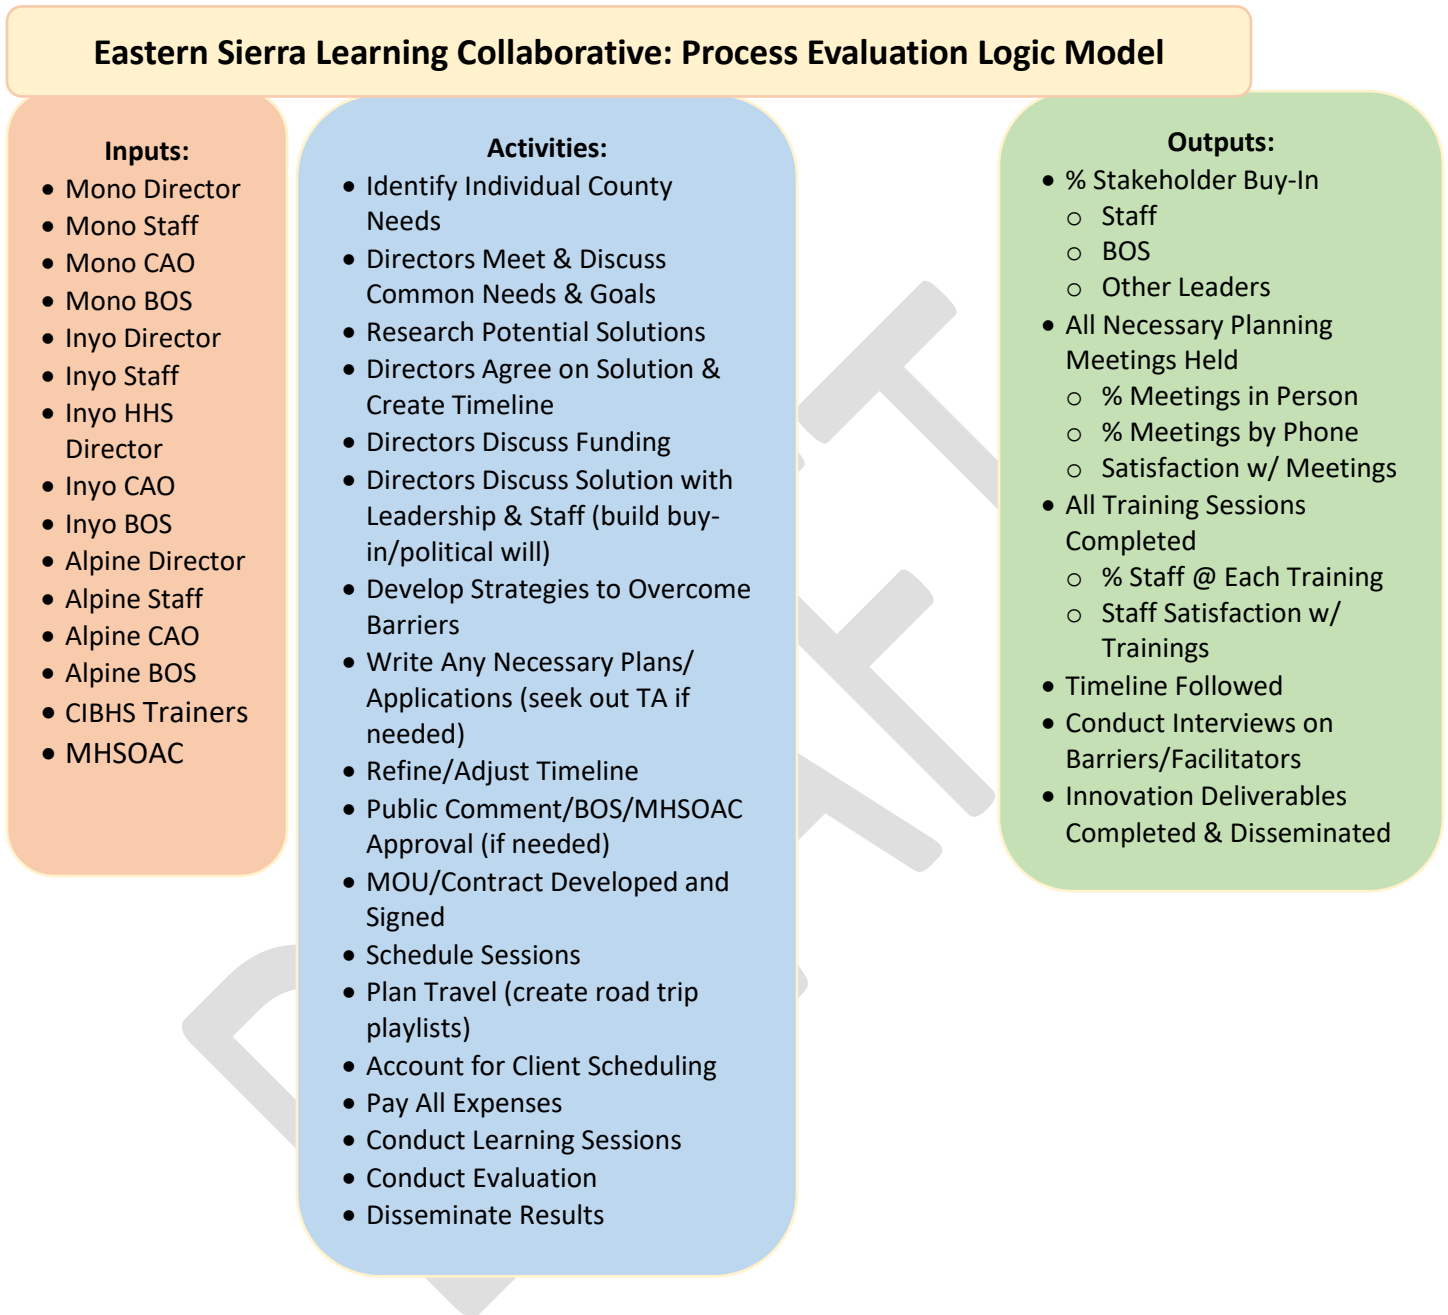 Eastern Sierra Learning Collaborative: Process Evaluation Logic Model
Inputs:
• Mono Director
• Mono Staff
• Mono CAO
• Mono BOS
• Inyo Director
• Inyo Staff
• Inyo HHS
Director
• Inyo CAO
• Inyo BOS
• Alpine Director
• Alpine Staff
• Alpine CAO
• Alpine BOS
• CIBHS Trainers
• MHSOAC
Activities:
• Identify Individual County
Needs
• Directors Meet & Discuss
Common Needs & Goals
• Research Potential Solutions
• Directors Agree on Solution &
Create Timeline
• Directors Discuss Funding
• Directors Discuss Solution with
Leadership & Staff (build buy-
in/political will)
• Develop Strategies to Overcome
Barriers
• Write Any Necessary Plans/
Applications (seek out TA if
needed)
• Refine/Adjust Timeline
• Public Comment/BOS/MHSOAC
Approval (if needed)
• MOU/Contract Developed and
Signed
• Schedule Sessions
• Plan Travel (create road trip
playlists)
• Account for Client Scheduling
• Pay All Expenses
• Conduct Learning Sessions
• Conduct Evaluation
• Disseminate Results
Outputs:
• % Stakeholder Buy-In
o Staff
o BOS
o Other Leaders
• All Necessary Planning
Meetings Held
o % Meetings in Person
o % Meetings by Phone
o Satisfaction w/ Meetings
• All Training Sessions
Completed
o % Staff @ Each Training
o Staff Satisfaction w/
Trainings
• Timeline Followed
• Conduct Interviews on
Barriers/Facilitators
• Innovation Deliverables
Completed & Disseminated
DRAFT